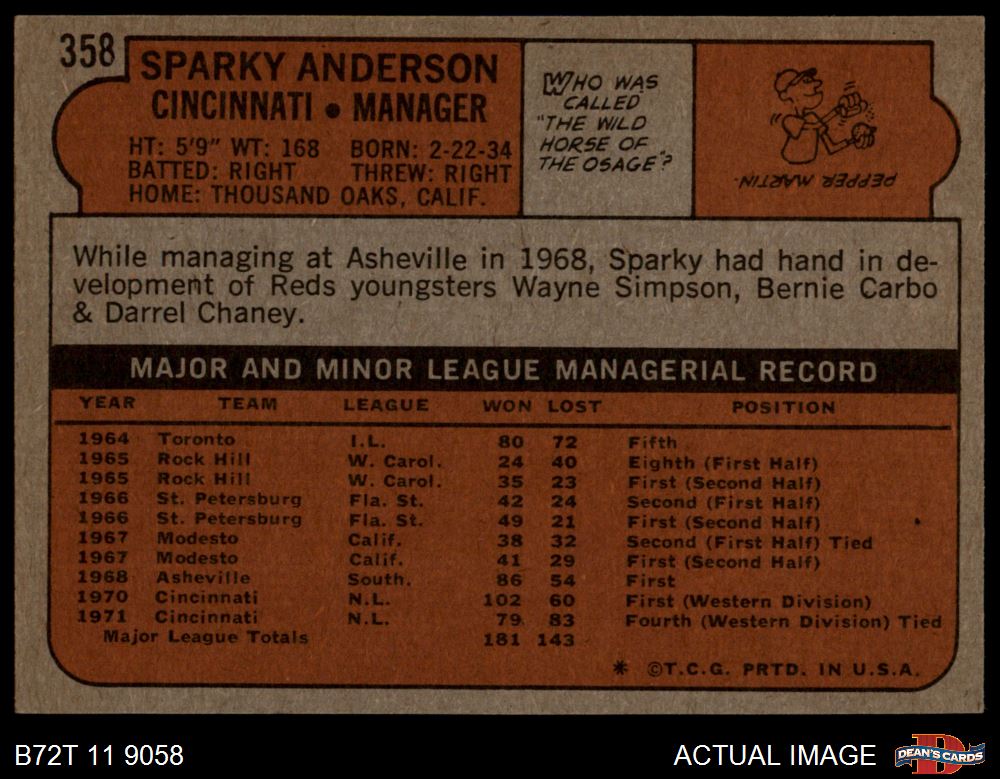 358
SPARKY ANDERSON
CINCINNATI • MANAGER
HT: 5'9" WT: 168 BORN: 2-22-34
BATTED: RIGHT THREW: RIGHT
HOME: THOUSAND OAKS, CALIF.
WHO WAS
CALLED
"THE WILD
HORSE OF
THE OSAGE"?
PEPPER MARTIN.
While managing at Asheville in 1968, Sparky had hand in de-
velopment of Reds youngsters Wayne Simpson, Bernie Carbo
& Darrel Chaney.
MAJOR AND MINOR LEAGUE MANAGERIAL RECORD
YEAR TEAM LEAGUE WON LOST POSITION
1964 Toronto I.L. 80 72 Fifth
1965 Rock Hill W. Carol. 24 40 Eighth (First Half)
1965 Rock Hill W. Carol. 35 23 First (Second Half)
1966 St. Petersburg Fla. St. 42 24 Second (First Half)
1966 St. Petersburg Fla. St. 49 21 First (Second Half)
1967 Modesto Calif. 38 32 Second (First Half) Tied
1967 Modesto Calif. 41 29 First (Second Half)
1968 Asheville South. 86 54 First
1970 Cincinnati N.L. 102 60 First (Western Division)
1971 Cincinnati N.L. 79 83 Fourth (Western Division) Tied
Major League Totals 181 143
* ©T.C.G. PRTD. IN U.S.A.
B72T 11 9058 ACTUAL IMAGE DEAN'S CARDS